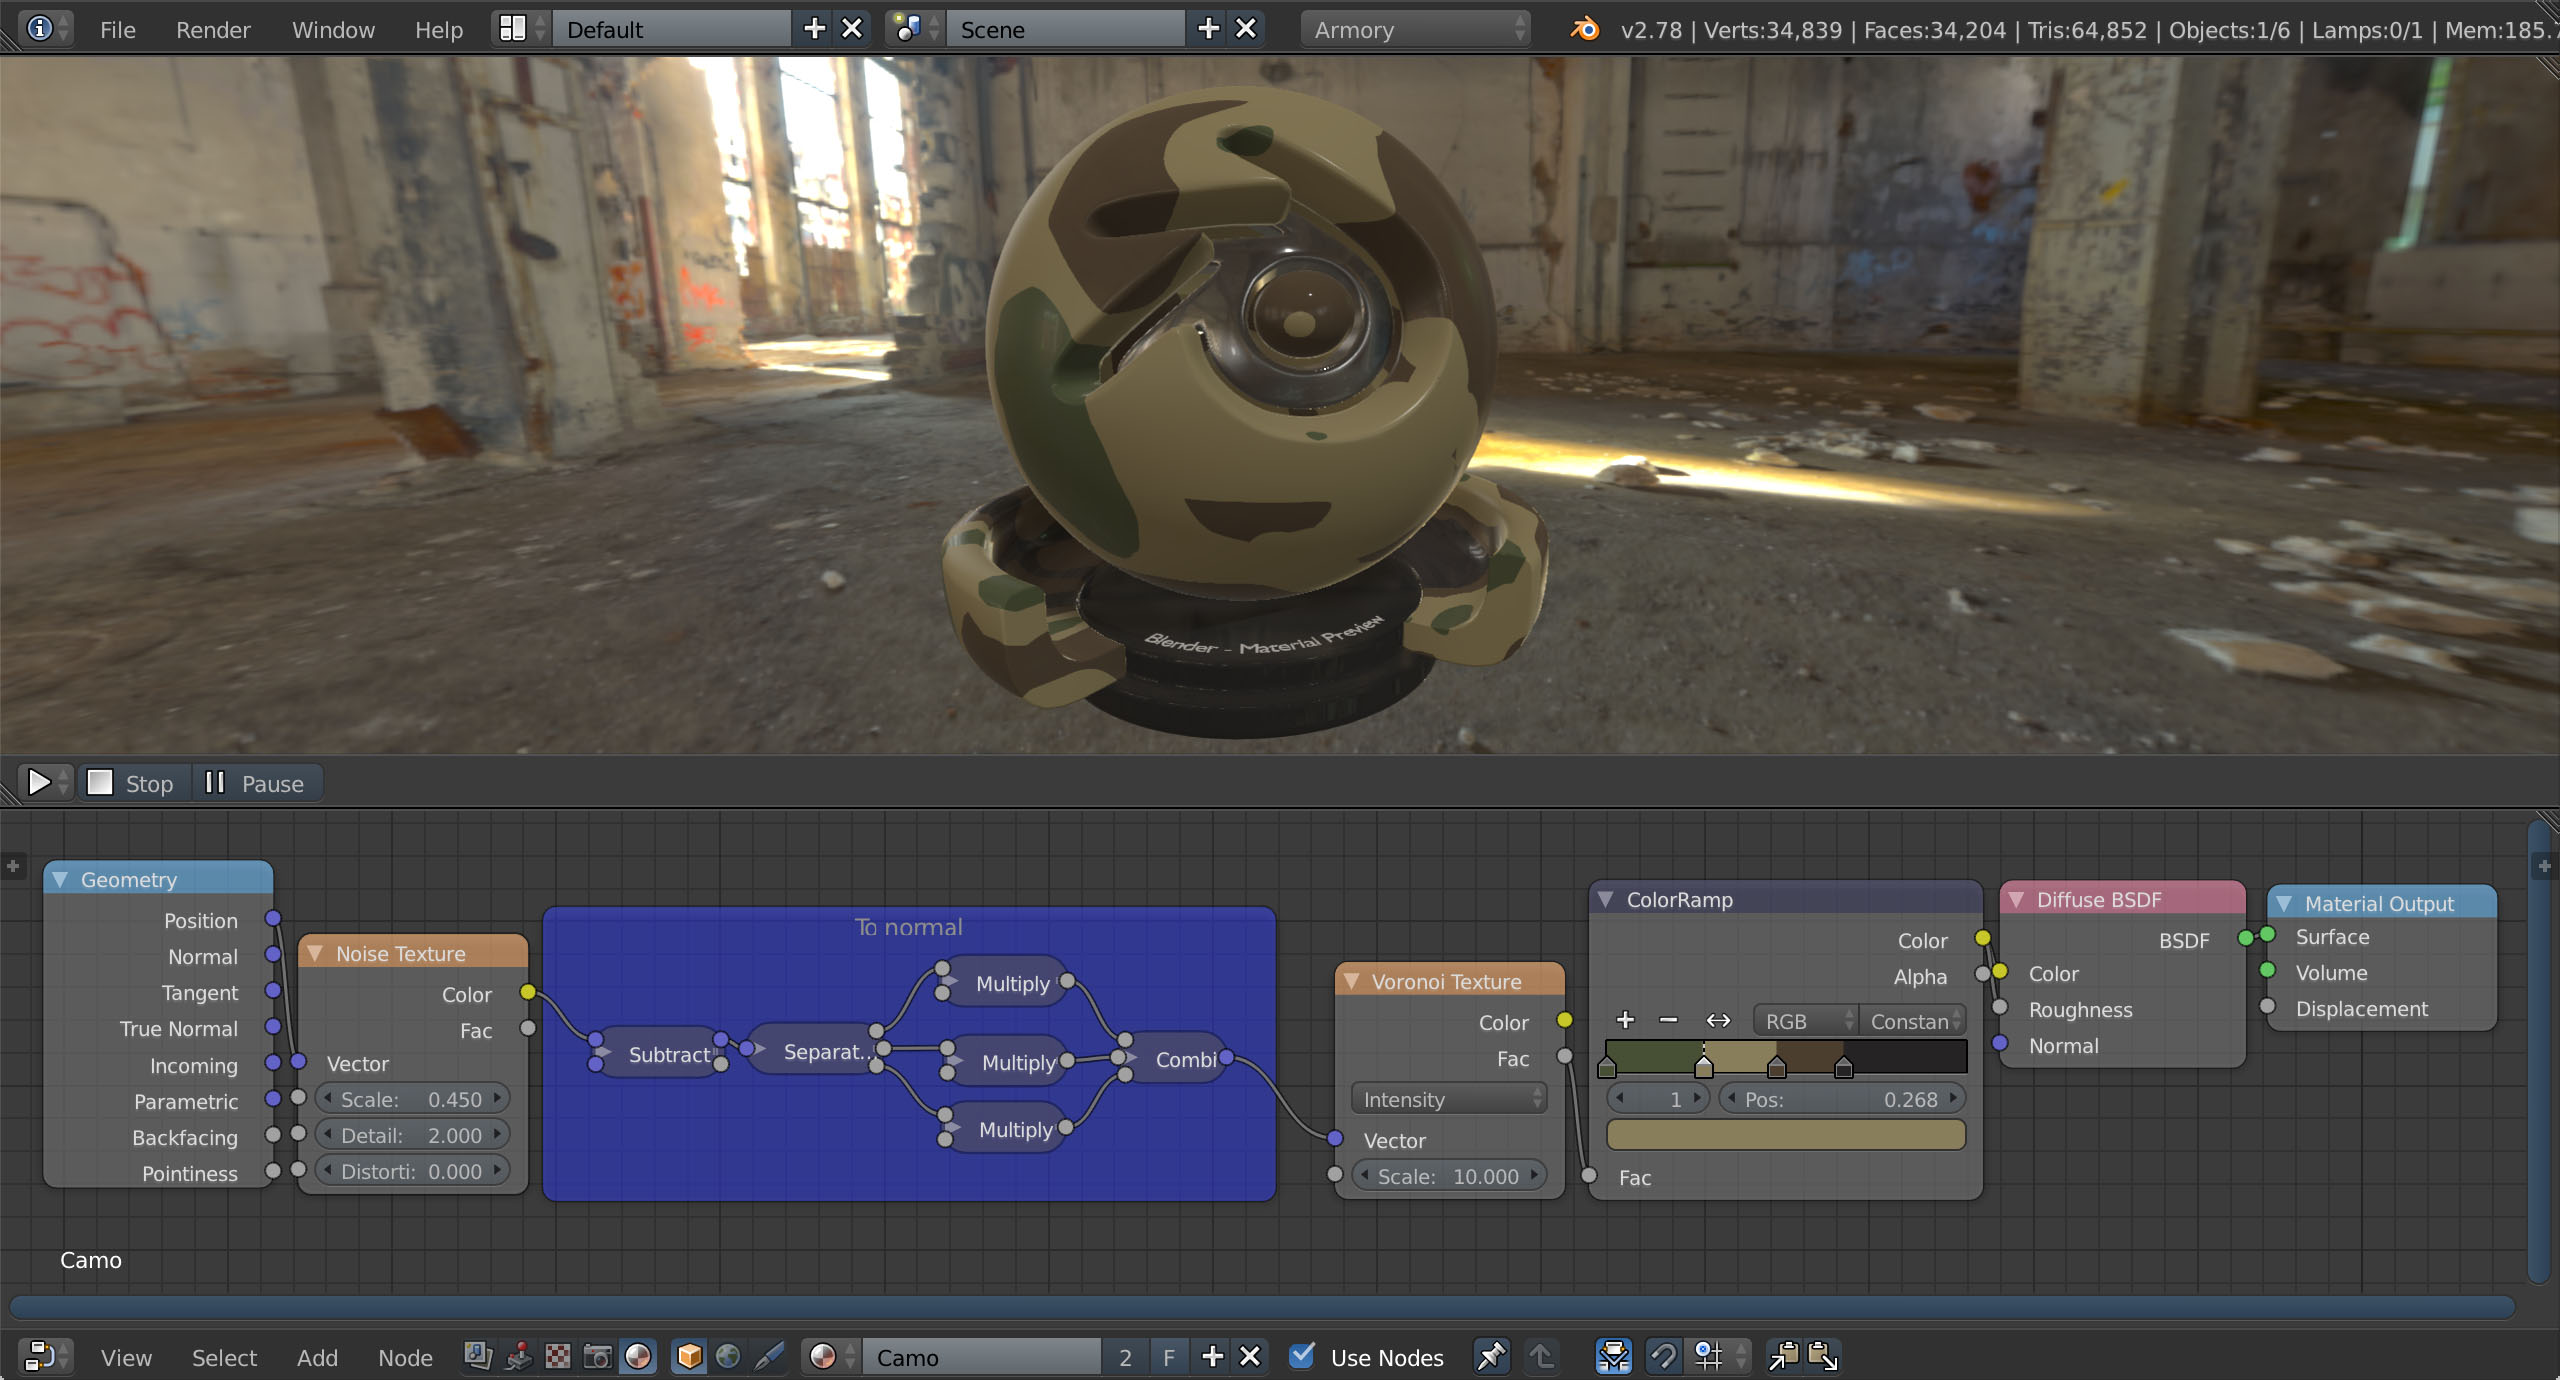 File Render Window Help Default Scene Armory v2.78 | Verts:34,839 | Faces:34,204 | Tris:64,852 | Objects:1/6 | Lamps:0/1 | Mem:185.
Blender - Material Preview
Stop Pause
Geometry
Position
Normal
Tangent
True Normal
Incoming
Parametric
Backfacing
Pointiness
Noise Texture
Color
Fac
Vector
Scale: 0.450
Detail: 2.000
Distorti: 0.000
To normal
Subtract
Separat..
Multiply
Multiply
Multiply
Combi
Voronoi Texture
Color
Fac
Intensity
Vector
Scale: 10.000
ColorRamp
Color
Alpha
RGB Constan
1 Pos: 0.268
Fac
Diffuse BSDF
BSDF
Color
Roughness
Normal
Material Output
Surface
Volume
Displacement
Camo
View Select Add Node Camo 2 F Use Nodes